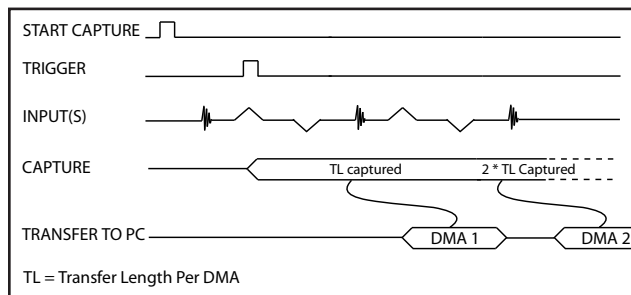 START CAPTURE
TRIGGER
INPUT(S)
CAPTURE
TL captured
2 * TL Captured
TRANSFER TO PC
DMA 1
DMA 2
TL = Transfer Length Per DMA